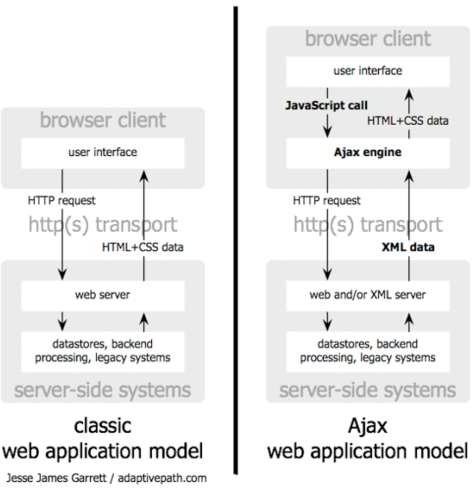 browser client
user interface
HTTP request
http(s) transport
HTML+CSS data
web server
datastores, backend
processing, legacy systems
server-side systems
classic
web application model
Jesse James Garrett / adaptivepath.com
browser client
user interface
JavaScript call
HTML+CSS data
Ajax engine
HTTP request
http(s) transport
XML data
web and/or XML server
datastores, backend
processing, legacy systems
server-side systems
Ajax
web application model